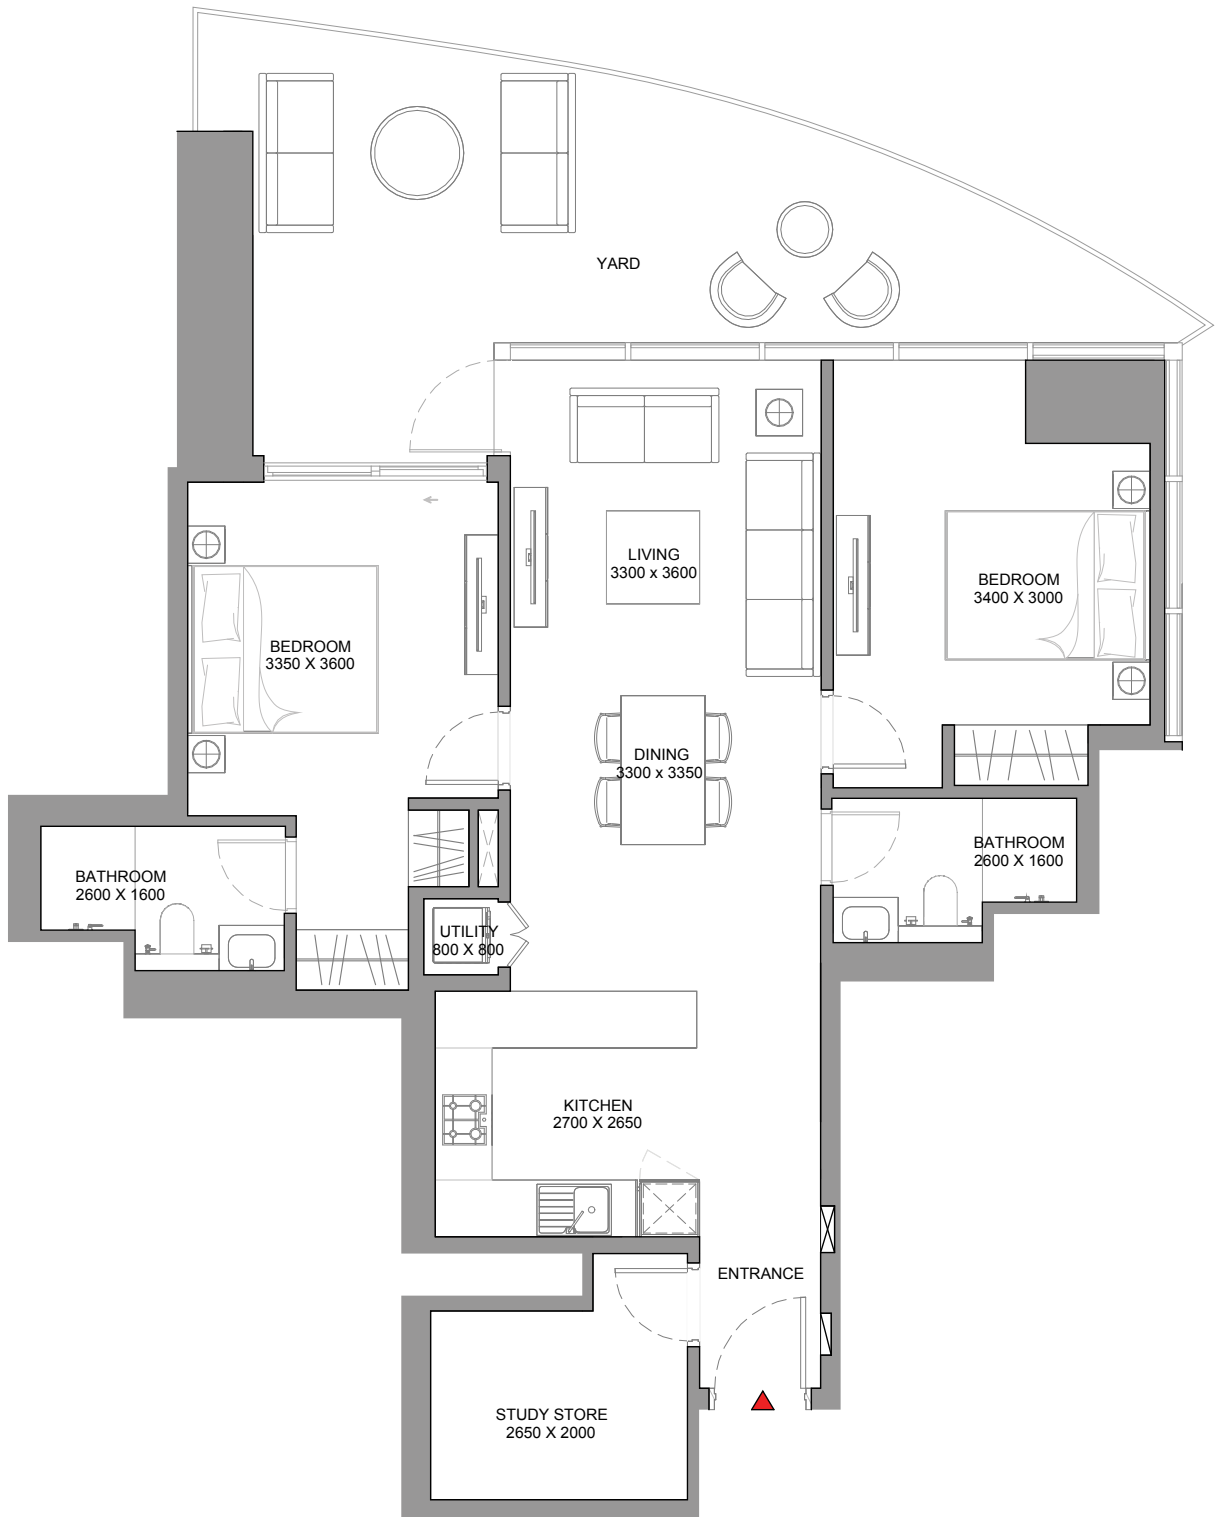 YARD
LIVING
3300 x 3600
BEDROOM
3400 X 3000
BEDROOM
3350 X 3600
DINING
3300 x 3350
BATHROOM
2600 X 1600
BATHROOM
2600 X 1600
UTILITY
800 X 800
KITCHEN
2700 X 2650
ENTRANCE
STUDY STORE
2650 X 2000